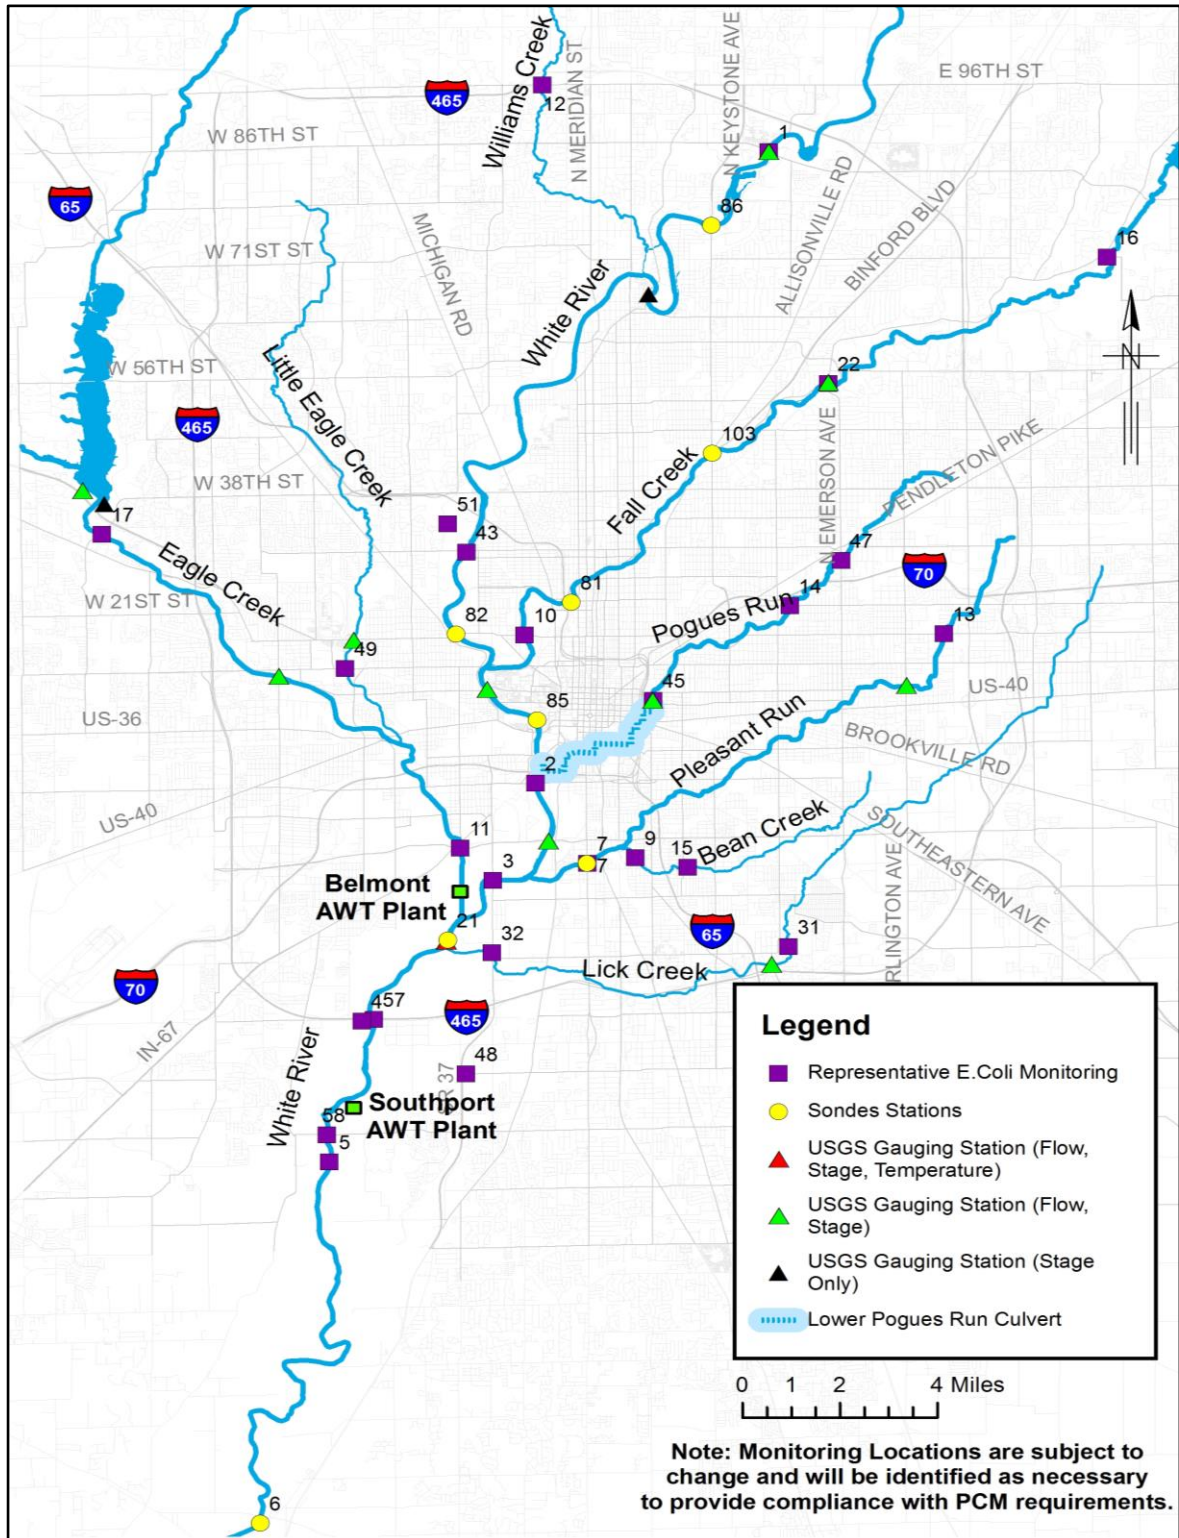 Williams Creek
N MERIDIAN ST
N KEYSTONE AVE
E 96TH ST
465
12
W 86TH ST
1
ALLISONVILLE RD
BINFORD BLVD
65
86
16
MICHIGAN RD
W 71ST ST
White River
N
W 56TH ST
Little Eagle Creek
22
465
103
N EMERSON AVE
PENDLETON PIKE
Fall Creek
W 38TH ST
51
43
17
Eagle Creek
47
70
W 21ST ST
81
14
82
10
Pogues Run
13
49
45
US-40
US-36
85
Pleasant Run
BROOKVILLE RD
2
US-40
SOUTHEASTERN AVE
11
3
7
7
9
15
Bean Creek
Belmont
AWT Plant
21
32
65
31
RLINGTON AVE
Lick Creek
70
IN-67
457
465
48
R 37
White River
Southport
AWT Plant
58
5
6
Legend
Representative E.Coli Monitoring
Sondes Stations
USGS Gauging Station (Flow,
Stage, Temperature)
USGS Gauging Station (Flow,
Stage)
USGS Gauging Station (Stage
Only)
Lower Pogues Run Culvert
0 1 2 4 Miles
Note: Monitoring Locations are subject to
change and will be identified as necessary
to provide compliance with PCM requirements.